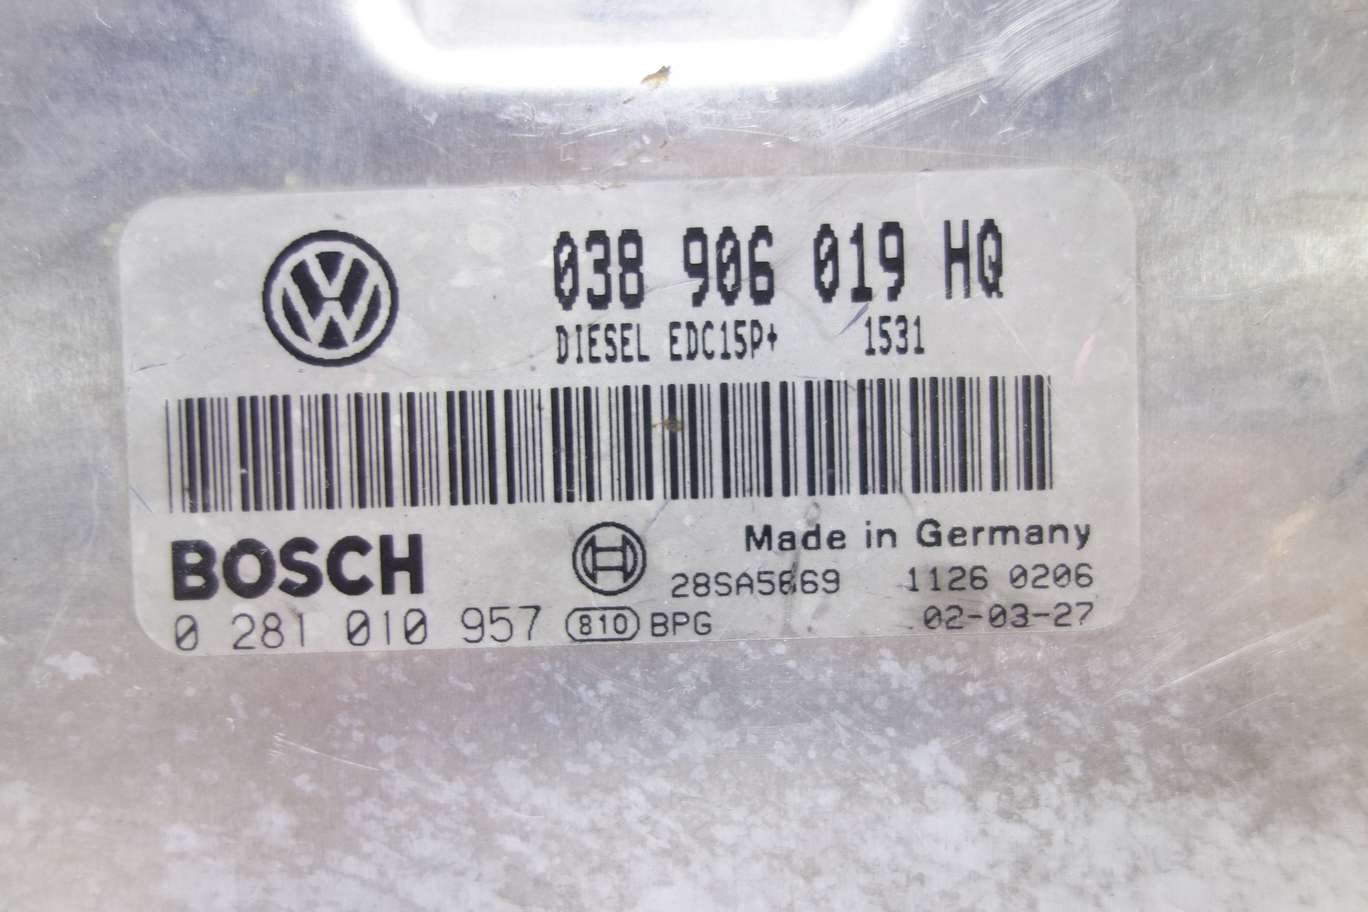 038 906 019 HQ
DIESEL EDC15P+ 1531
BOSCH
Made in Germany
28SA5669 1126 0206
0 281 010 957 810 BPG 02-03-27